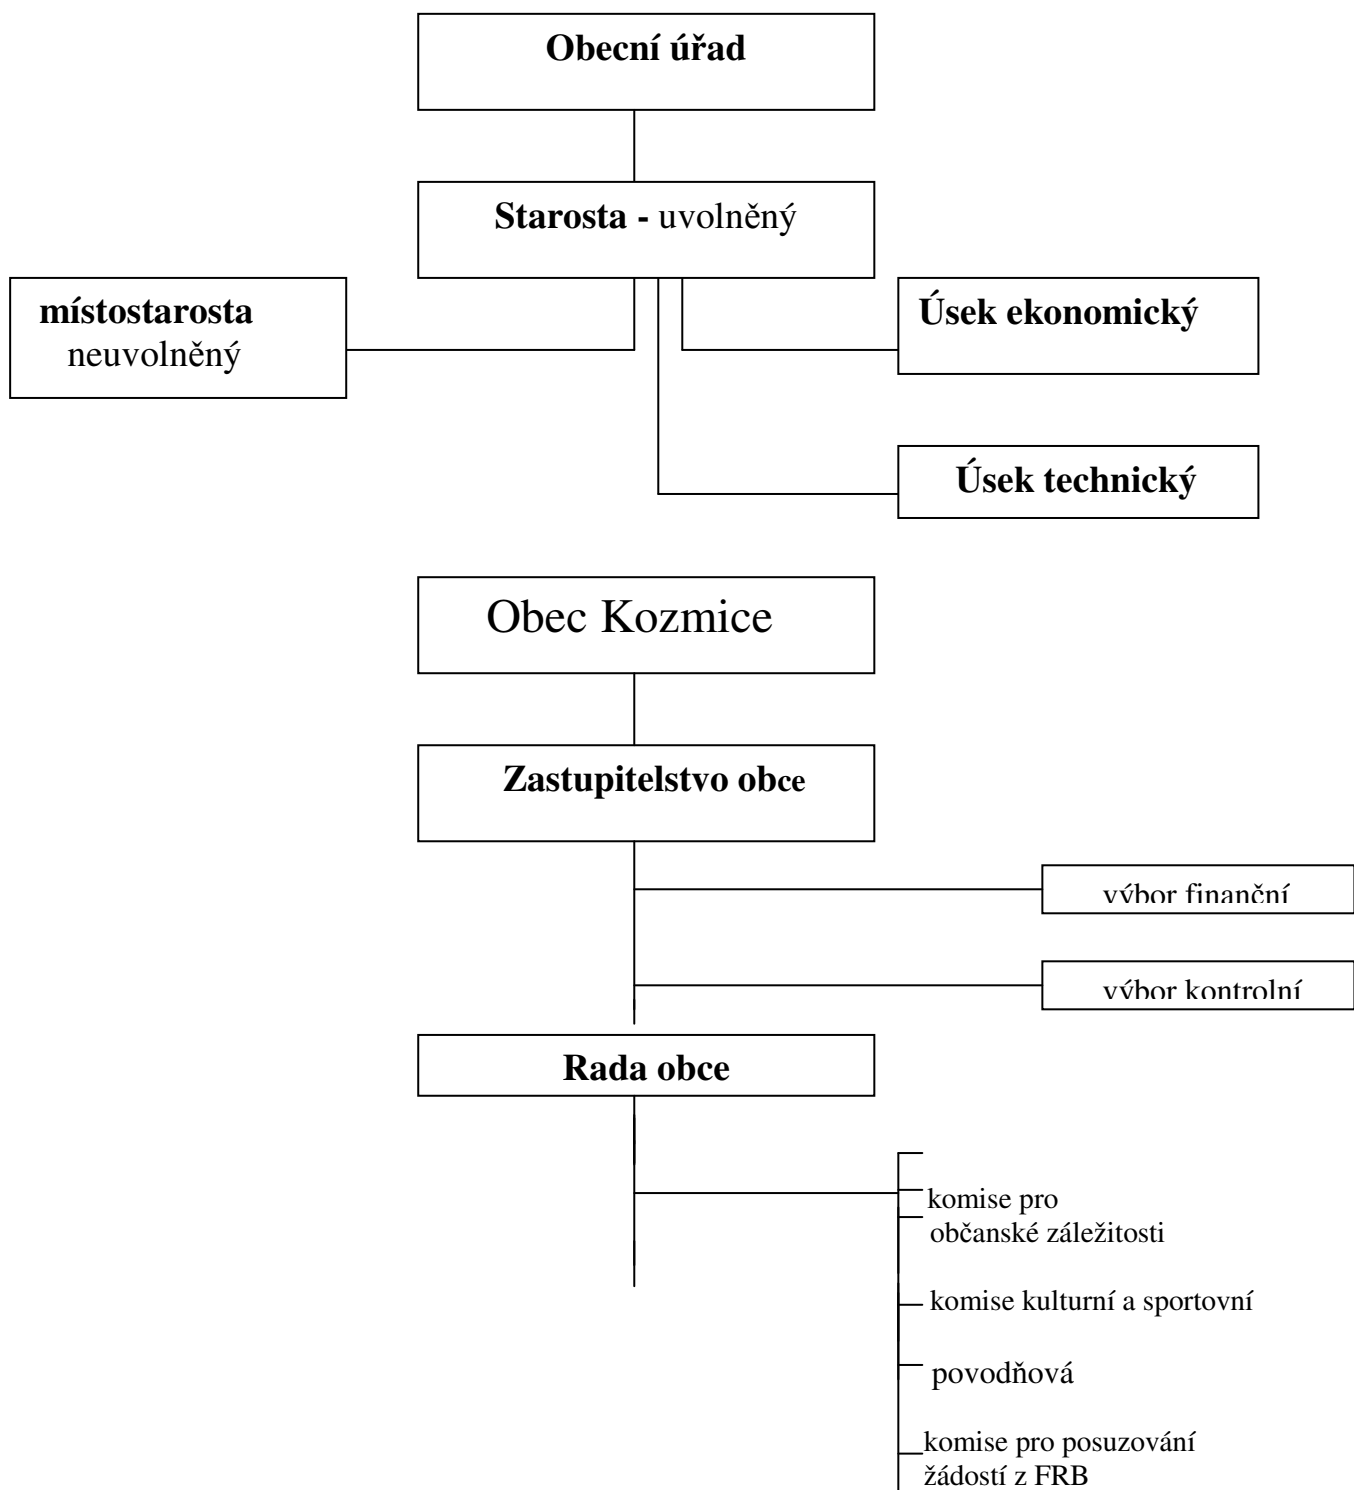 Obecní úřad
Starosta - uvolněný
místostarosta
neuvolněný
Úsek ekonomický
Úsek technický
Obec Kozmice
Zastupitelstvo obce
výbor finanční
výbor kontrolní
Rada obce
komise pro
občanské záležitosti
komise kulturní a sportovní
povodňová
komise pro posuzování
žádostí z FRB